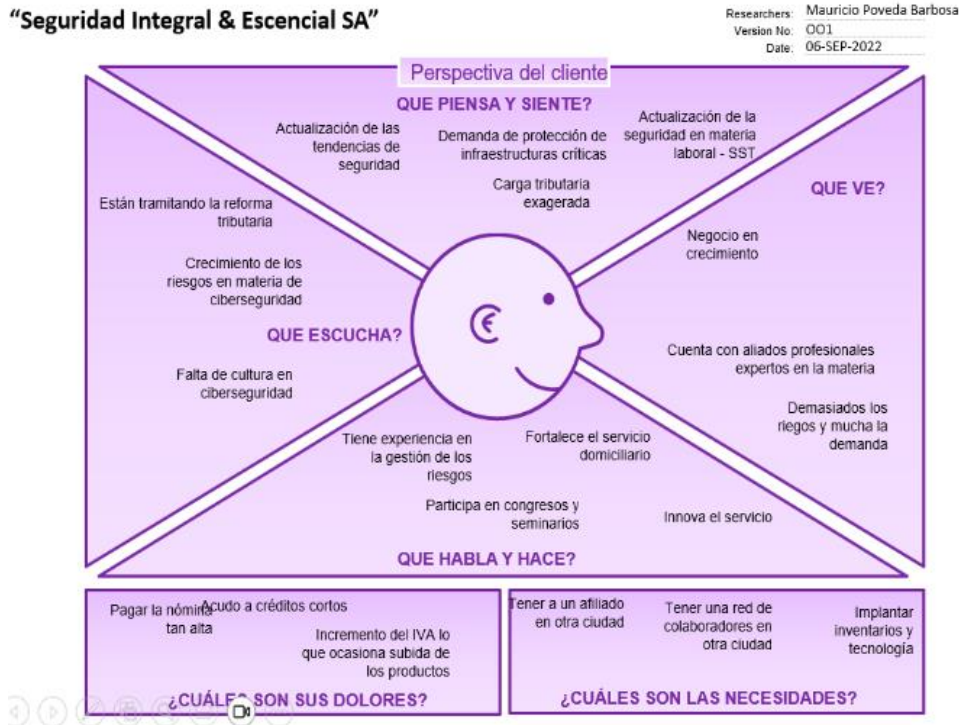 “Seguridad Integral & Escencial SA”
Researchers: Mauricio Poveda Barbosa
Version No: OO1
Date: 06-SEP-2022
Perspectiva del cliente
QUE PIENSA Y SIENTE?
Actualización de las
tendencias de
seguridad
Demanda de protección de
infraestructuras críticas
Carga tributaria
exagerada
Actualización de la
seguridad en materia
laboral - SST
QUE VE?
Negocio en
crecimiento
Cuenta con aliados profesionales
expertos en la materia
Demasiados los
riegos y mucha la
demanda
Están tramitando la reforma
tributaria
Crecimiento de los
riesgos en materia de
ciberseguridad
QUE ESCUCHA?
Falta de cultura en
ciberseguridad
Tiene experiencia en
la gestión de los
riesgos
Fortalece el servicio
domiciliario
Participa en congresos y
seminarios
Innova el servicio
QUE HABLA Y HACE?
Pagar la nómina
tan alta
Acudo a créditos cortos
Incremento del IVA lo
que ocasiona subida de
los productos
¿CUÁLES SON SUS DOLORES?
Tener a un afiliado
en otra ciudad
Tener una red de
colaboradores en
otra ciudad
Implantar
inventarios y
tecnología
¿CUÁLES SON LAS NECESIDADES?